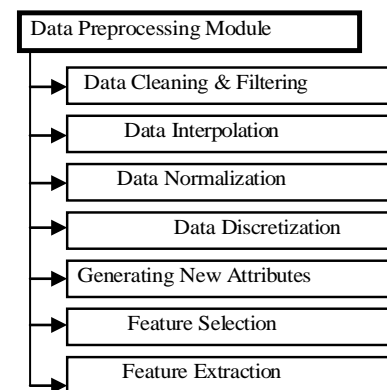 Data Preprocessing Module
Data Cleaning & Filtering
Data Interpolation
Data Normalization
Data Discretization
Generating New Attributes
Feature Selection
Feature Extraction